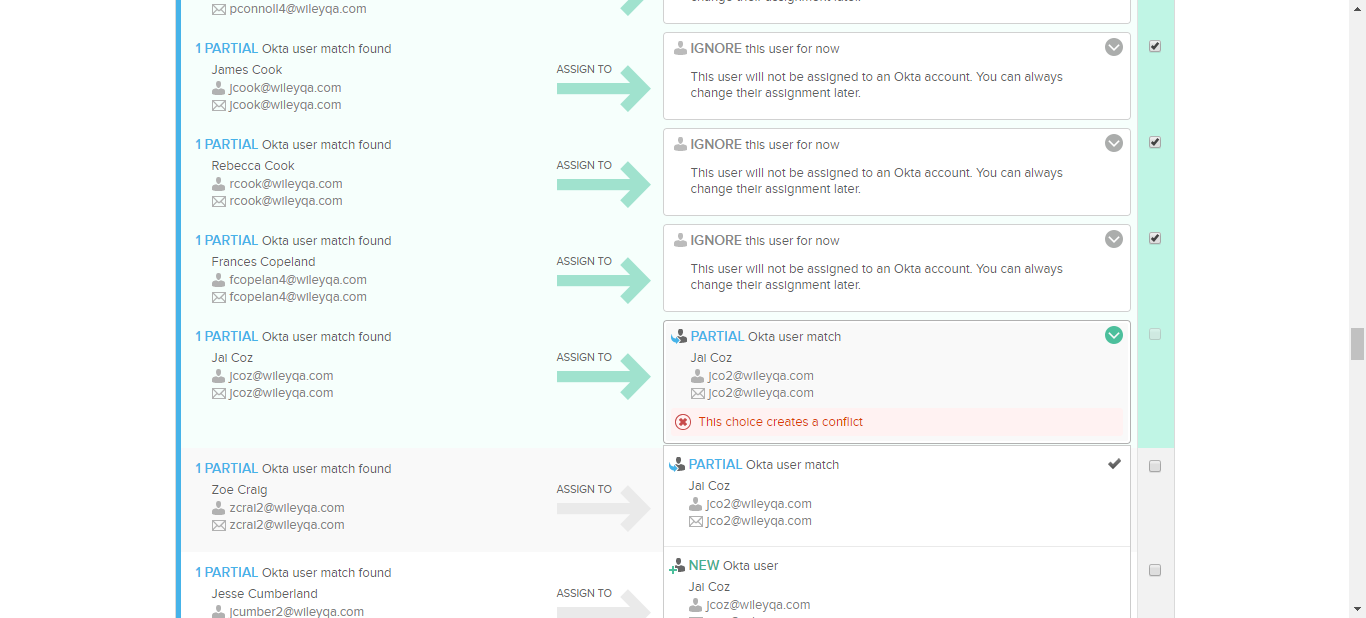 pconnoll4@wileyqa.com
change their assignment later.
1 PARTIAL Okta user match found
James Cook
jcook@wileyqa.com
jcook@wileyqa.com
ASSIGN TO
IGNORE this user for now
This user will not be assigned to an Okta account. You can always
change their assignment later.
1 PARTIAL Okta user match found
Rebecca Cook
rcook@wileyqa.com
rcook@wileyqa.com
ASSIGN TO
IGNORE this user for now
This user will not be assigned to an Okta account. You can always
change their assignment later.
1 PARTIAL Okta user match found
Frances Copeland
fcopelan4@wileyqa.com
fcopelan4@wileyqa.com
ASSIGN TO
IGNORE this user for now
This user will not be assigned to an Okta account. You can always
change their assignment later.
1 PARTIAL Okta user match found
Jai Coz
jcoz@wileyqa.com
jcoz@wileyqa.com
ASSIGN TO
PARTIAL Okta user match
Jai Coz
jco2@wileyqa.com
jco2@wileyqa.com
This choice creates a conflict
1 PARTIAL Okta user match found
Zoe Craig
zcrai2@wileyqa.com
zcrai2@wileyqa.com
ASSIGN TO
PARTIAL Okta user match
Jai Coz
jco2@wileyqa.com
jco2@wileyqa.com
1 PARTIAL Okta user match found
Jesse Cumberland
jcumber2@wileyqa.com
ASSIGN TO
NEW Okta user
Jai Coz
jcoz@wileyqa.com